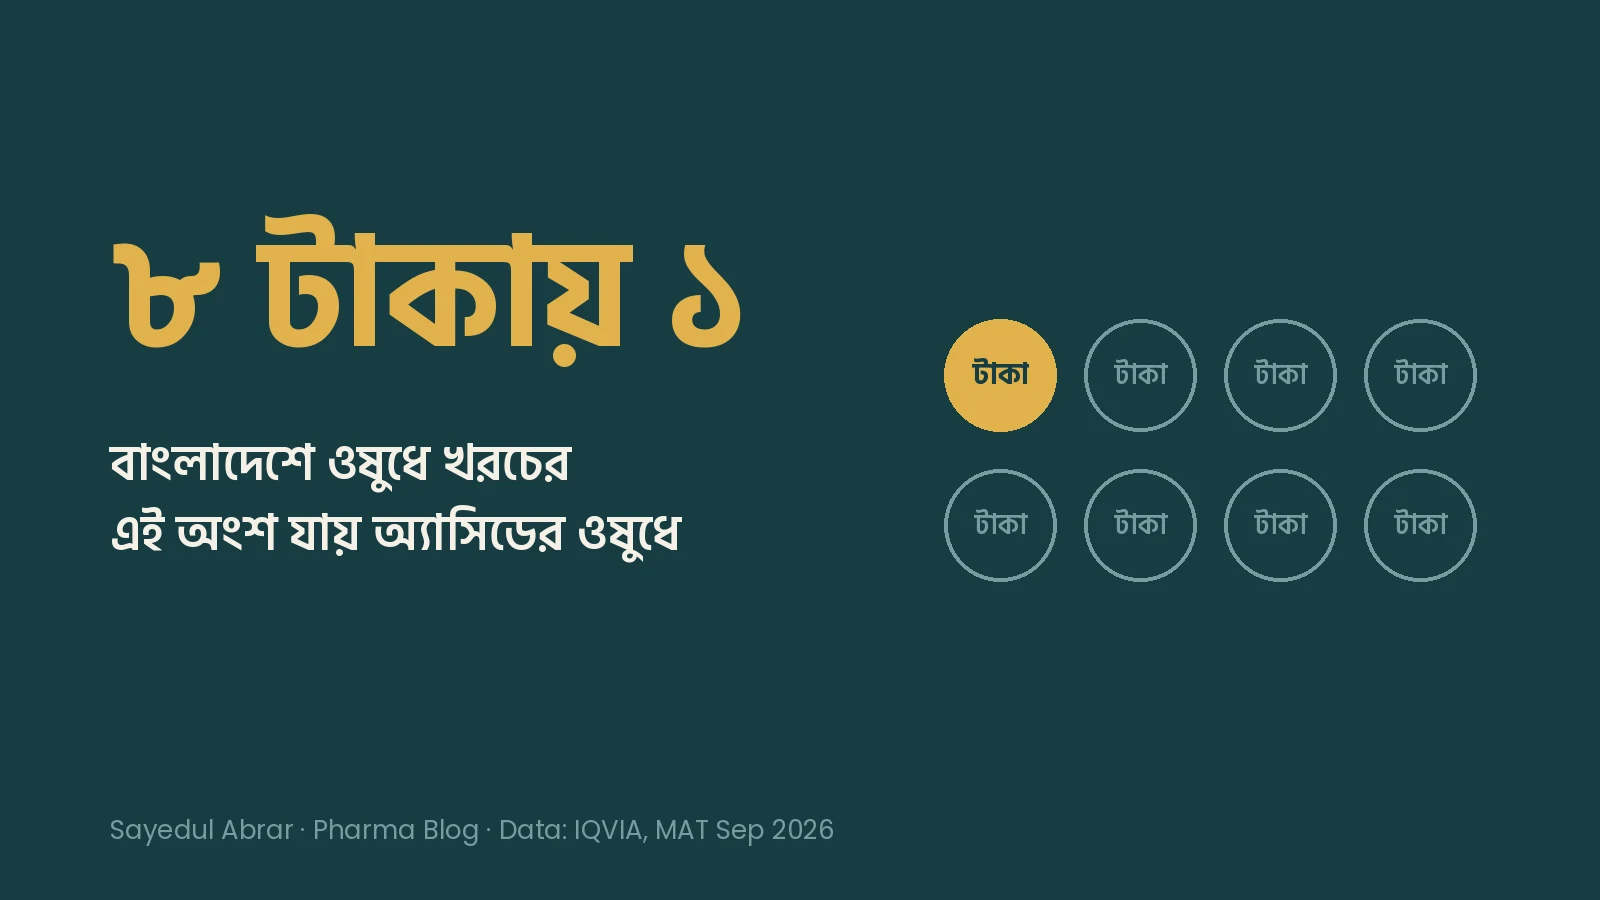 ৮ টাকায় ১
বাংলাদেশে ওষুধে খরচের
এই অংশ যায় অ্যাসিডের ওষুধে
টাকা টাকা টাকা টাকা
টাকা টাকা টাকা টাকা
Sayedul Abrar · Pharma Blog · Data: IQVIA, MAT Sep 2026